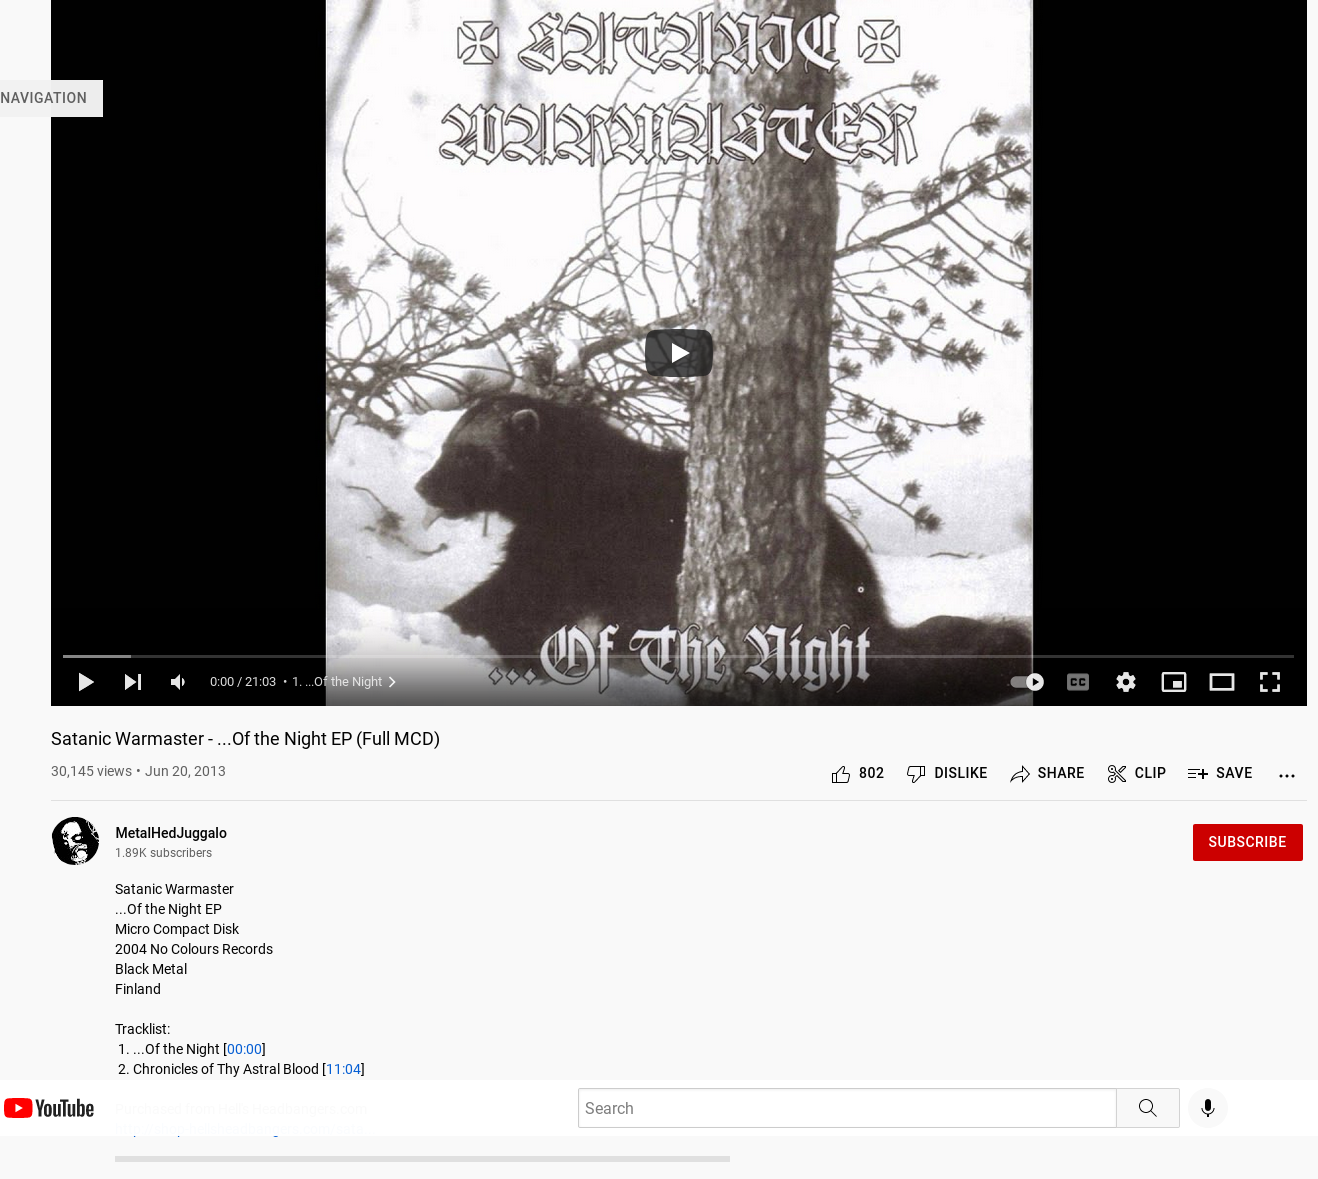 SATANIC
WARMASTER
NAVIGATION
...Of The Night
0:00 / 21:03 • 1. ...Of the Night
CC
Satanic Warmaster - ...Of the Night EP (Full MCD)
30,145 views • Jun 20, 2013
802 DISLIKE SHARE CLIP SAVE ...
MetalHedJuggalo
1.89K subscribers
SUBSCRIBE
Satanic Warmaster
...Of the Night EP
Micro Compact Disk
2004 No Colours Records
Black Metal
Finland
Tracklist:
1. ...Of the Night [00:00]
2. Chronicles of Thy Astral Blood [11:04]
YouTube
Search